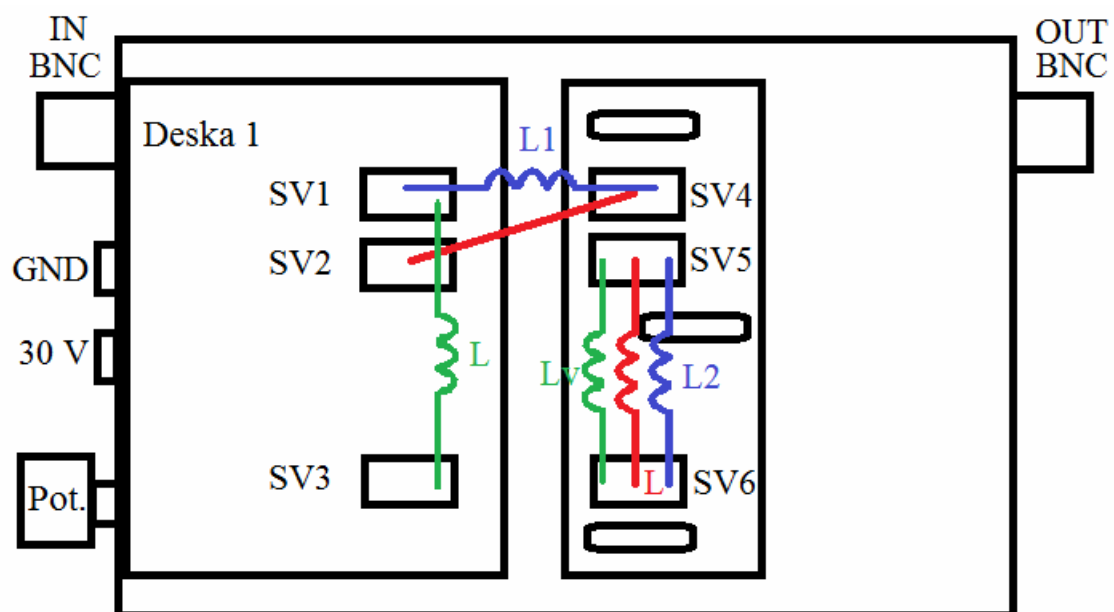 IN
BNC
OUT
BNC
Deska 1
L1
SV1
SV4
SV2
SV5
GND
30 V
L
Lv
L2
SV3
L
SV6
Pot.